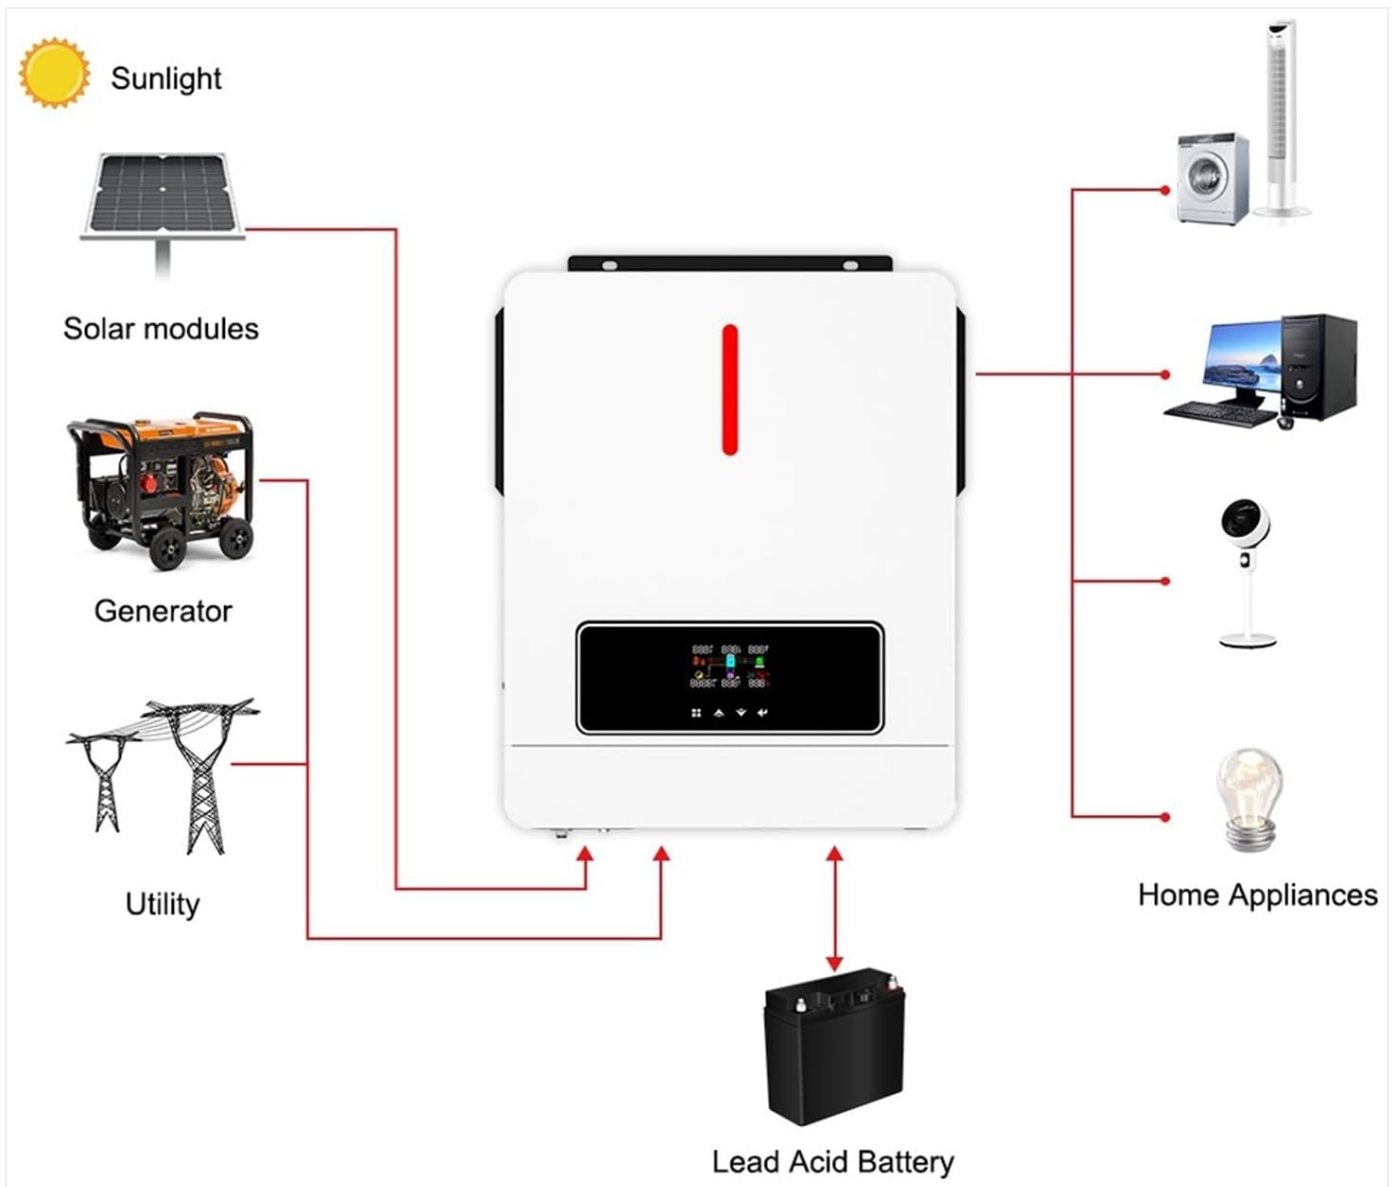 Sunlight
Solar modules
Generator
Utility
Home Appliances
Lead Acid Battery